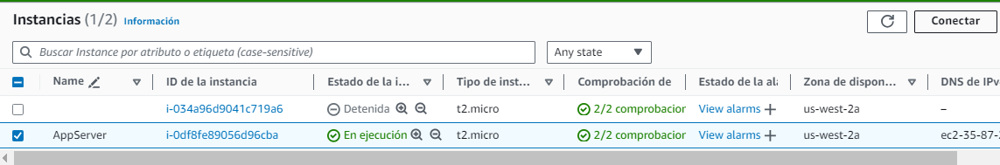 Instancias (1/2) Información
Conectar
Buscar Instance por atributo o etiqueta (case-sensitive)
Any state
Name ID de la instancia Estado de la i... Tipo de inst... Comprobación de Estado de la ala Zona de dispon... DNS de IPv
i-034a96d9041c719a6 Detenida t2.micro 2/2 comprobacior View alarms + us-west-2a –
AppServer i-0df8fe89056d96cba En ejecución t2.micro 2/2 comprobacior View alarms + us-west-2a ec2-35-87-2